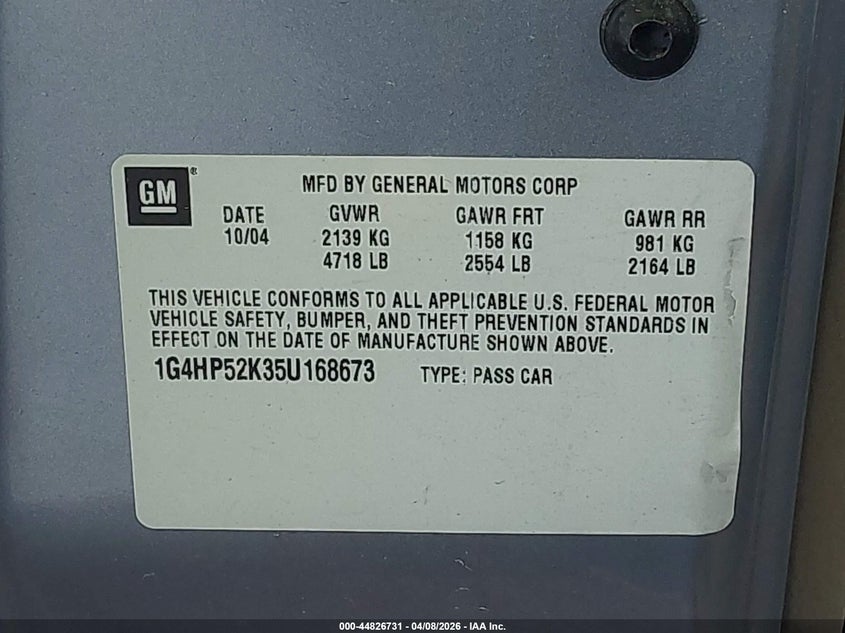 GM®
MFD BY GENERAL MOTORS CORP
DATE GVWR GAWR FRT GAWR RR
10/04 2139 KG 1158 KG 981 KG
4718 LB 2554 LB 2164 LB
THIS VEHICLE CONFORMS TO ALL APPLICABLE U.S. FEDERAL MOTOR
VEHICLE SAFETY, BUMPER, AND THEFT PREVENTION STANDARDS IN
EFFECT ON THE DATE OF MANUFACTURE SHOWN ABOVE.
1G4HP52K35U168673 TYPE: PASS CAR
000-44826731 - 04/08/2026 - IAA Inc.